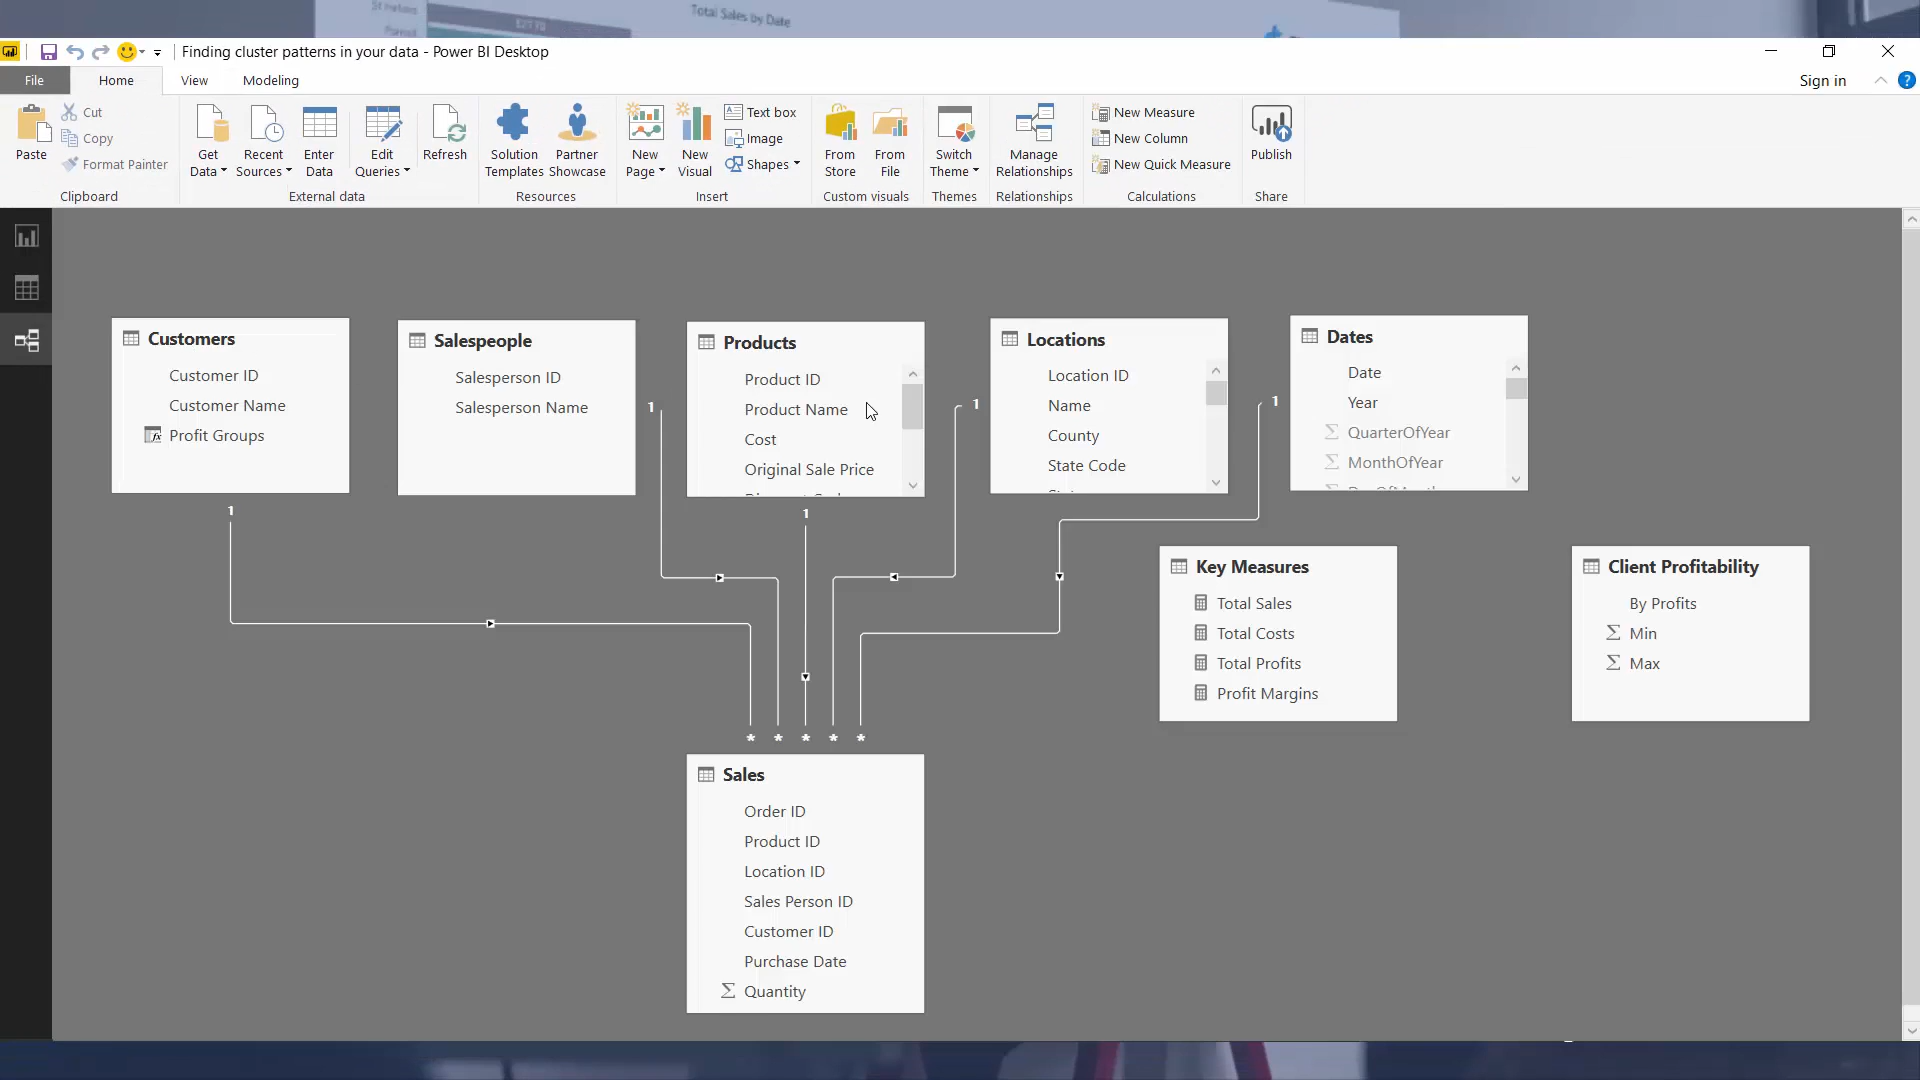 Total Sales by Date
Finding cluster patterns in your data - Power BI Desktop
File
Home
View
Modeling
Sign in
?
Paste
Cut
Copy
Format Painter
Clipboard
Get Data
Recent Sources
Enter Data
Edit Queries
Refresh
External data
Solution Templates
Partner Showcase
Resources
New Page
New Visual
Text box
Image
Shapes
Insert
From Store
From File
Custom visuals
Switch Theme
Themes
Manage Relationships
Relationships
New Measure
New Column
New Quick Measure
Calculations
Publish
Share
Customers
Customer ID
Customer Name
fx Profit Groups
Salespeople
Salesperson ID
Salesperson Name
Products
Product ID
Product Name
Cost
Original Sale Price
Locations
Location ID
Name
County
State Code
Dates
Date
Year
Σ QuarterOfYear
Σ MonthOfYear
1
1
1
1
1
Key Measures
Total Sales
Total Costs
Total Profits
Profit Margins
Client Profitability
By Profits
Σ Min
Σ Max
* * * * *
Sales
Order ID
Product ID
Location ID
Sales Person ID
Customer ID
Purchase Date
Σ Quantity